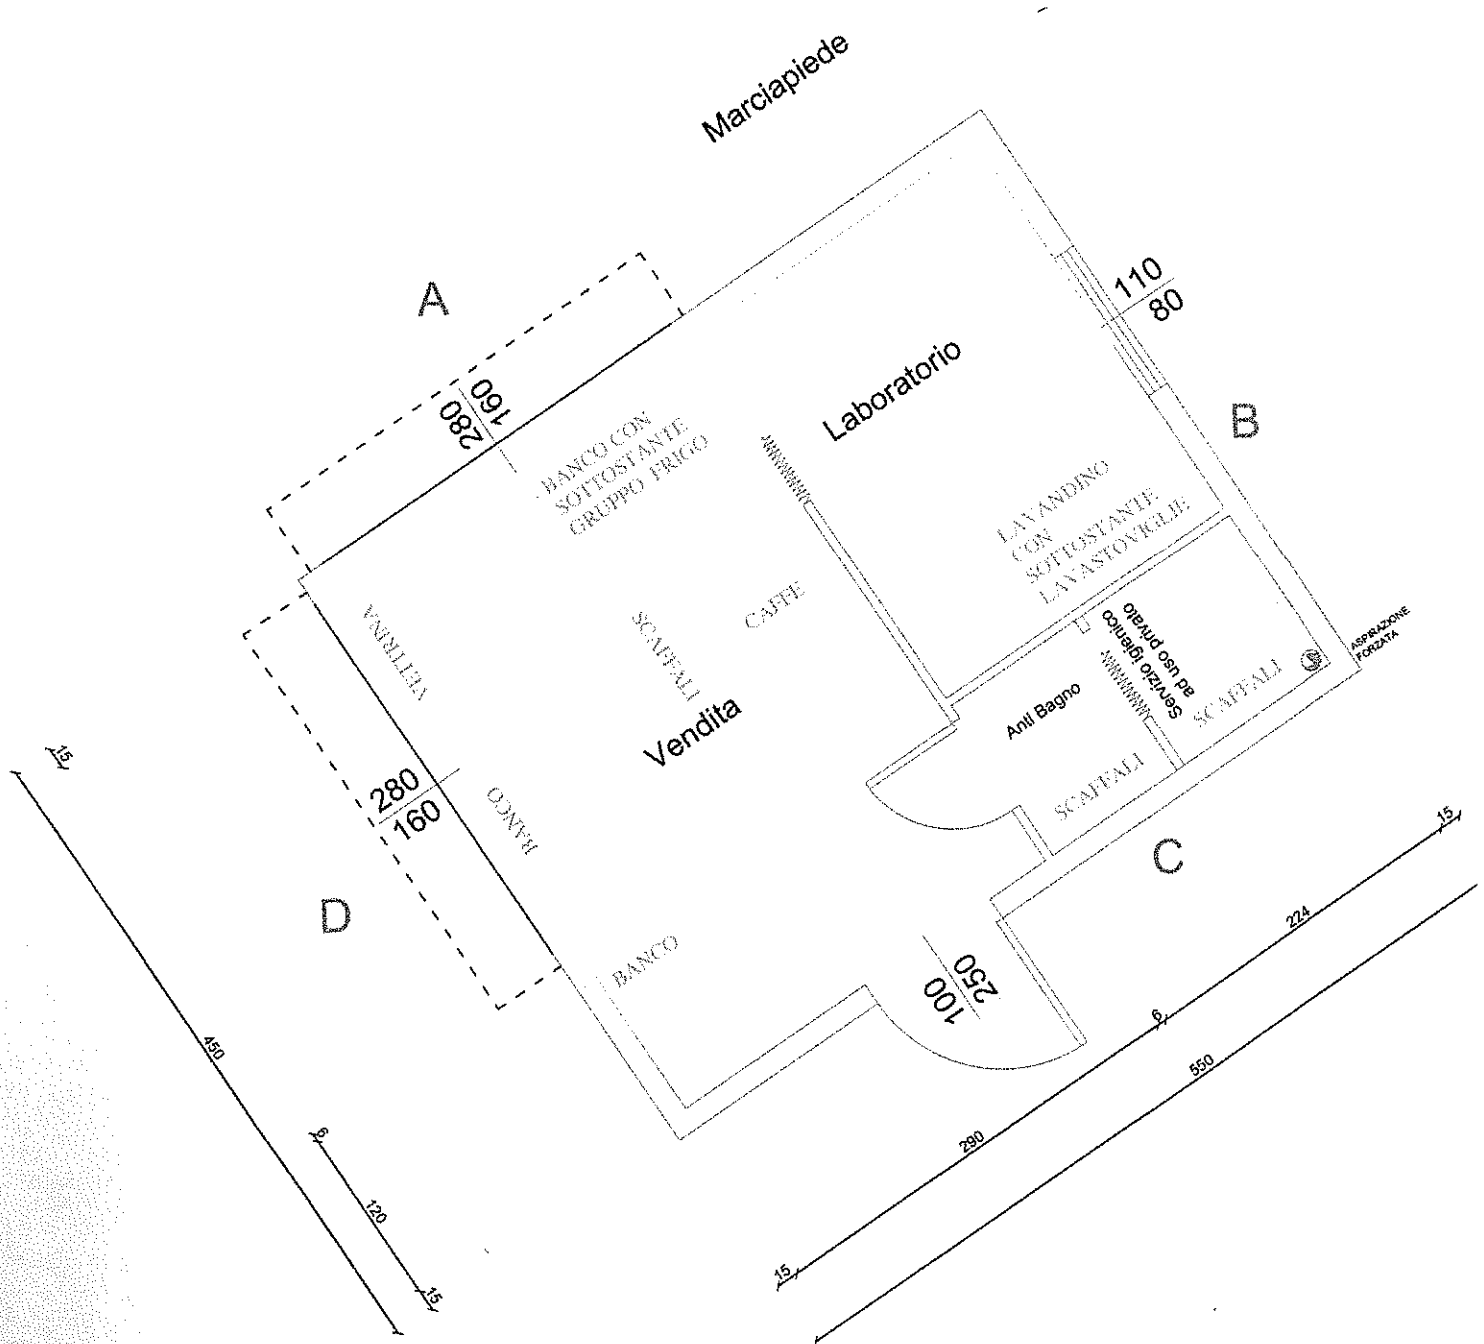 Marciapiede
A
280
160
110
80
Laboratorio
B
BANCO CON
SOTTOSTANTE
GRUPPO FRIGO
LAVANDINO
CON
SOTTOSTANTE
LAVASTOVIGLIE
VETTRINA
SCAFFALI
CAFFE
Vendita
Servizio igienico
ad uso privato
ASPIRAZIONE
FORZATA
SCAFFALI
Anti Bagno
SCAFFALI
280
160
BANCO
D
C
BANCO
100
250
15
450
6
120
15
15
290
6
224
15
550